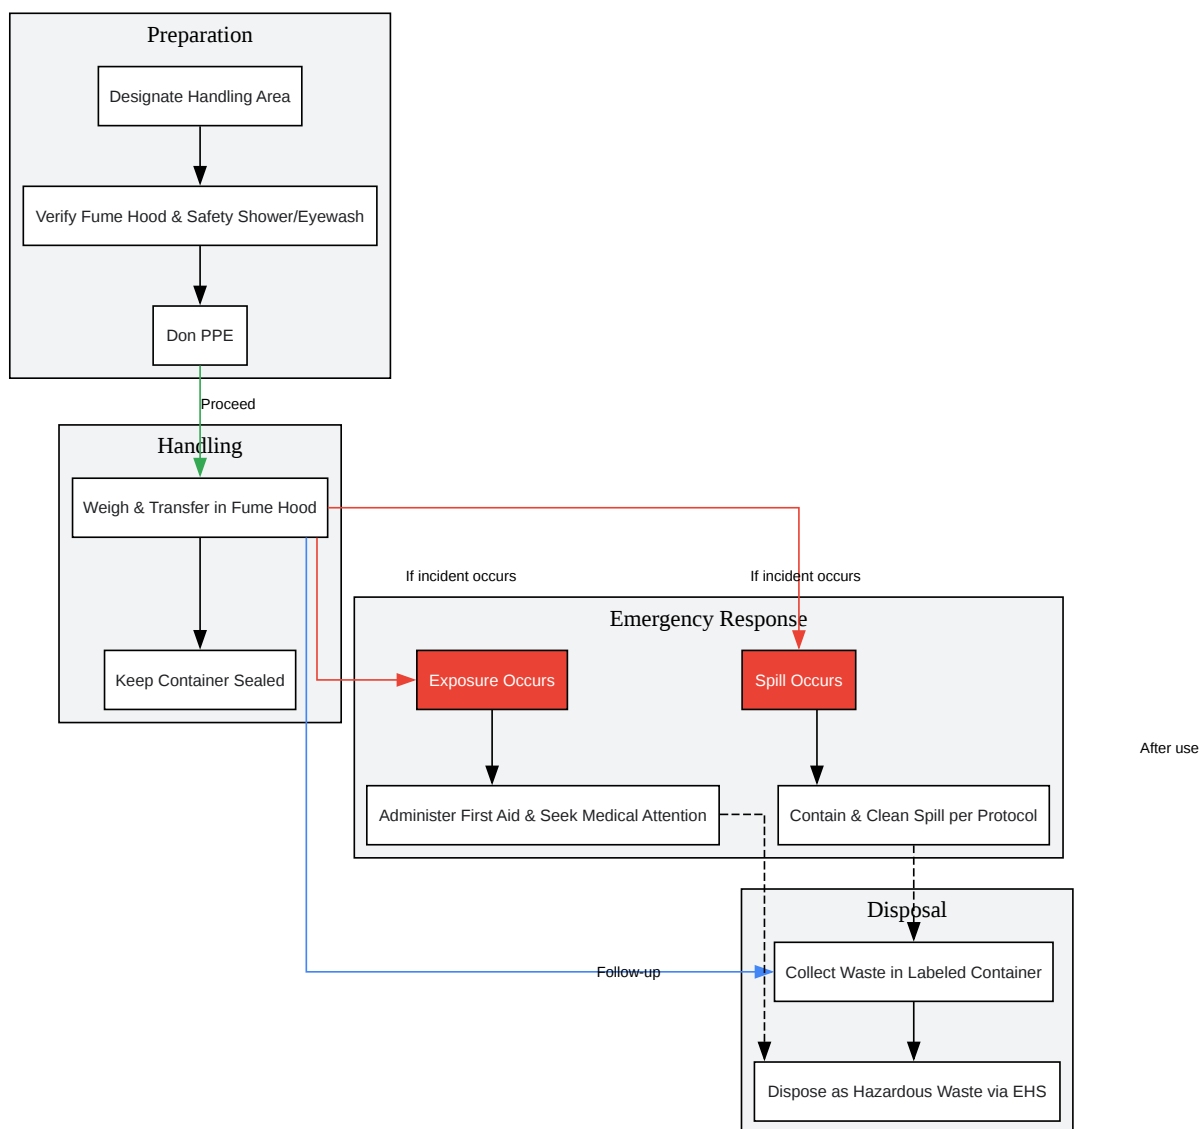 Preparation
Designate Handling Area
Verify Fume Hood & Safety Shower/Eyewash
Don PPE
Proceed
Handling
Weigh & Transfer in Fume Hood
If incident occurs
If incident occurs
Emergency Response
Keep Container Sealed
Exposure Occurs
Spill Occurs
After use
Administer First Aid & Seek Medical Attention
Contain & Clean Spill per Protocol
Disposal
Follow-up
Collect Waste in Labeled Container
Dispose as Hazardous Waste via EHS